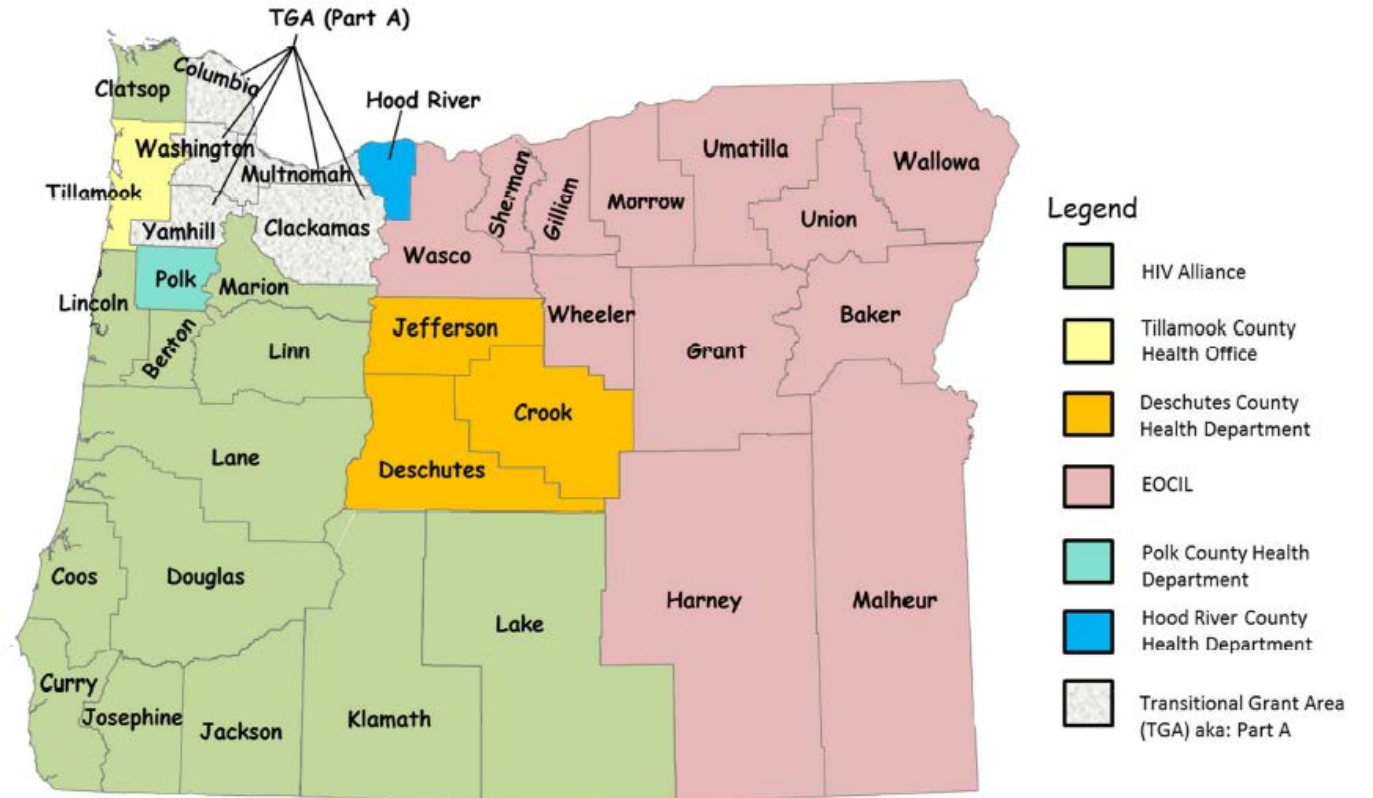 TGA (Part A)
Columbia
Clatsop
Hood River
Washington
Multnomah
Tillamook
Yamhill
Clackamas
Sherman
Gilliam
Morrow
Umatilla
Wallowa
Union
Wasco
Polk
Marion
Lincoln
Benton
Linn
Jefferson
Wheeler
Grant
Baker
Crook
Lane
Deschutes
Coos
Douglas
Lake
Harney
Malheur
Curry
Josephine
Jackson
Klamath
Legend
HIV Alliance
Tillamook County
Health Office
Deschutes County
Health Department
EOCIL
Polk County Health
Department
Hood River County
Health Department
Transitional Grant Area
(TGA) aka: Part A